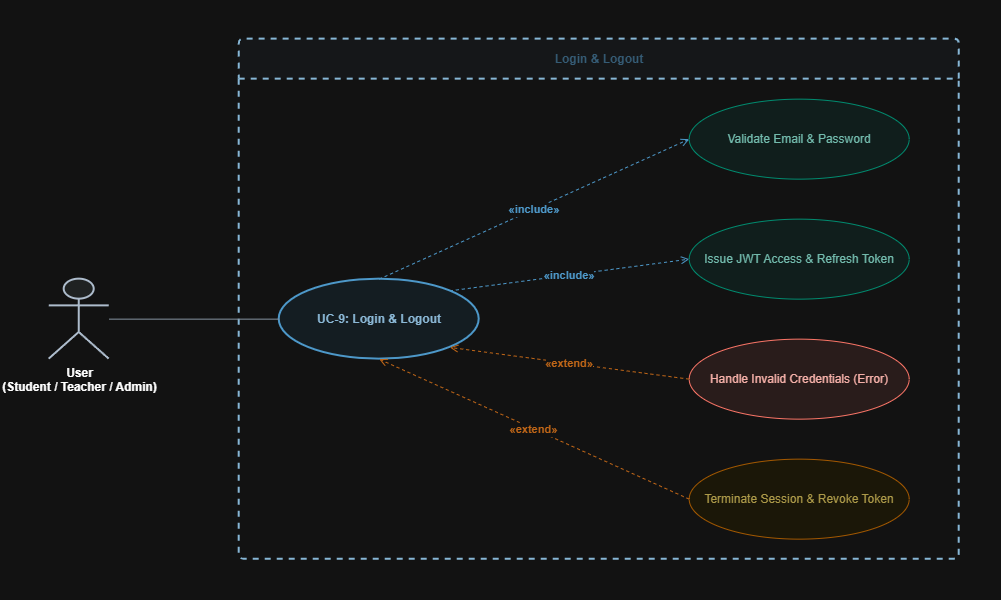 Login & Logout
Validate Email & Password
«include»
Issue JWT Access & Refresh Token
«include»
UC-9: Login & Logout
«extend»
Handle Invalid Credentials (Error)
User
(Student / Teacher / Admin)
«extend»
Terminate Session & Revoke Token